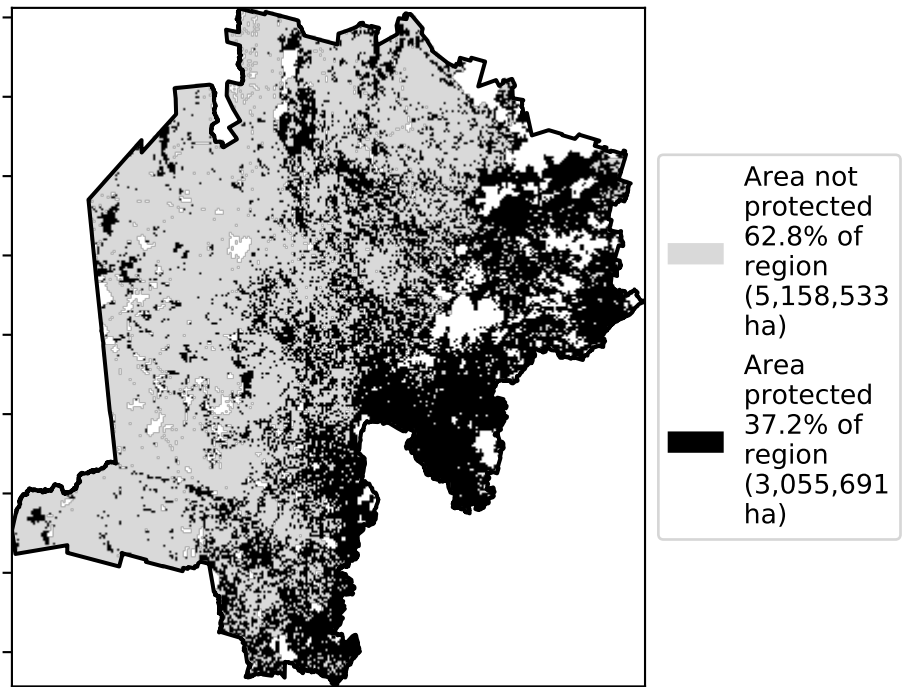 Area not
protected
62.8% of
region
(5,158,533
ha)
Area
protected
37.2% of
region
(3,055,691
ha)